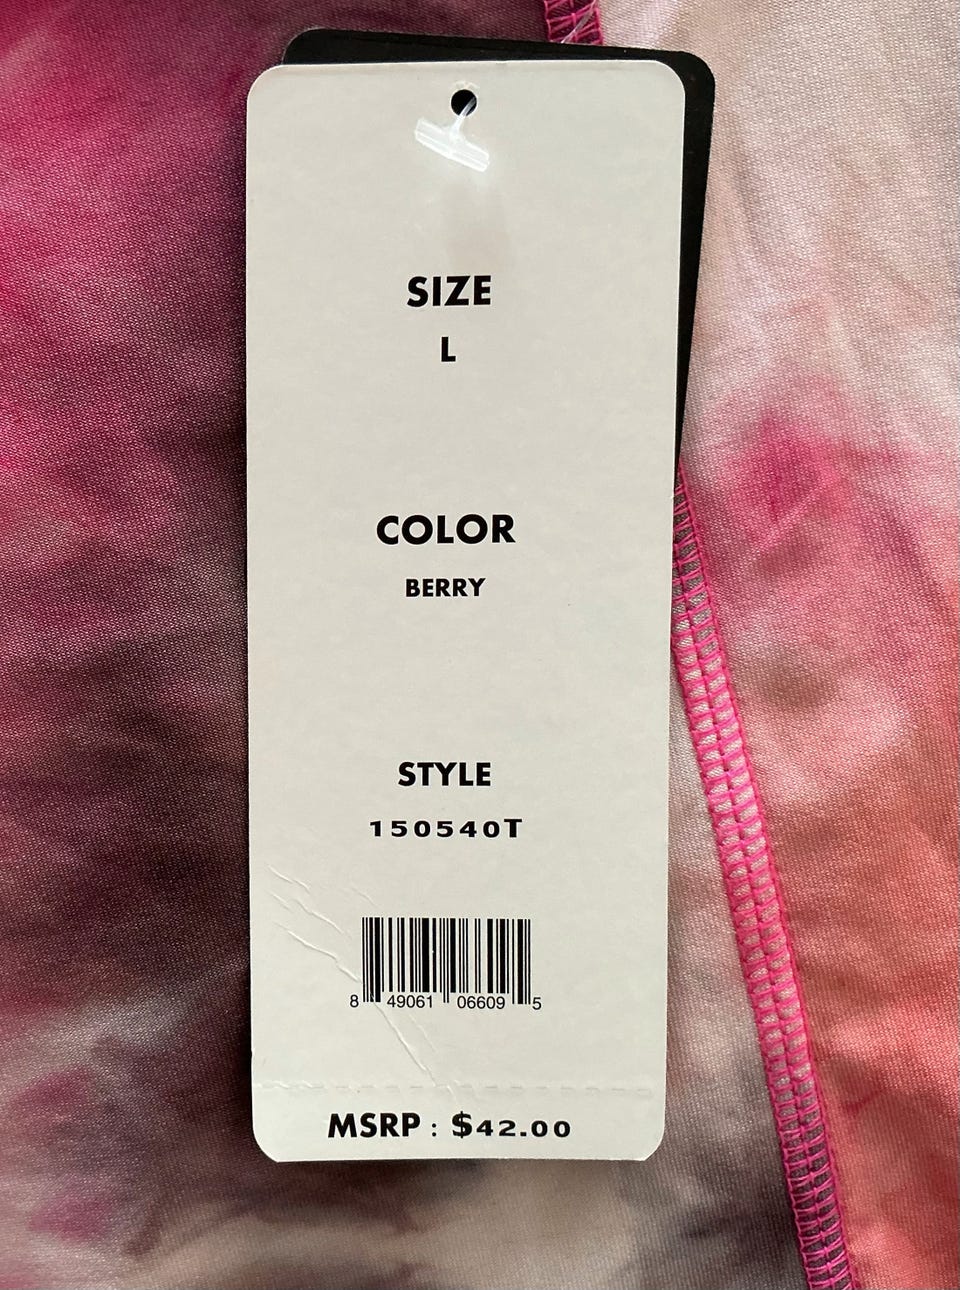 SIZE
L
COLOR
BERRY
STYLE
150540T
8 49061 06609 5
MSRP : $42.00